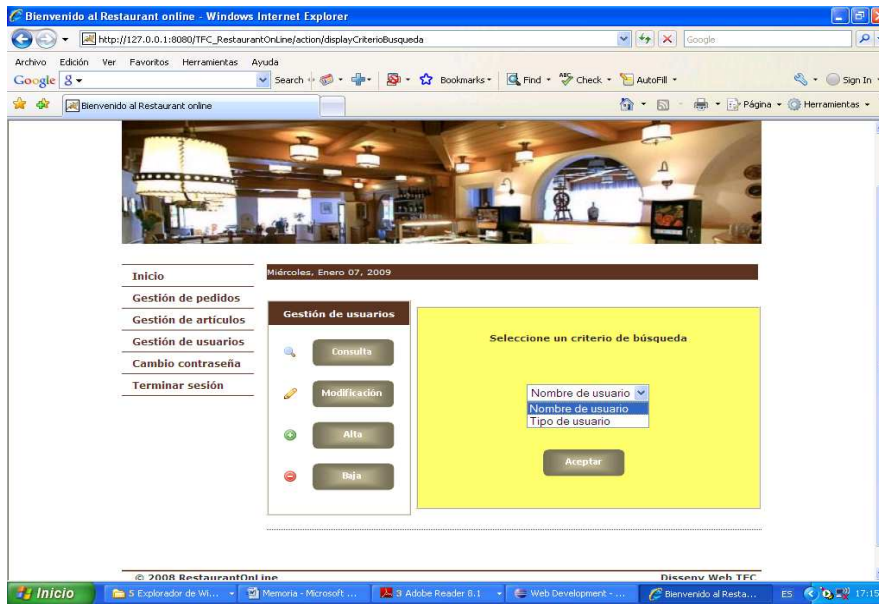 Bienvenido al Restaurant online - Windows Internet Explorer
http://127.0.0.1:8080/TFC_RestaurantOnLine/action/displayCriterioBusqueda
Google
Archivo Edición Ver Favoritos Herramientas Ayuda
Google Search Bookmarks Find Check AutoFill Sign In
Bienvenido al Restaurant online Página Herramientas
Miércoles, Enero 07, 2009
Inicio
Gestión de pedidos
Gestión de artículos
Gestión de usuarios
Cambio contraseña
Terminar sesión
Gestión de usuarios
Consulta
Modificación
Alta
Baja
Seleccione un criterio de búsqueda
Nombre de usuario
Nombre de usuario
Tipo de usuario
Aceptar
© 2008 RestaurantOnLine Disseny Web TFC
Inicio 5 Explorador de Wi... Memoria - Microsoft ... 3 Adobe Reader 8.1 Web Development - ... Bienvenido al Resta... ES 17:15